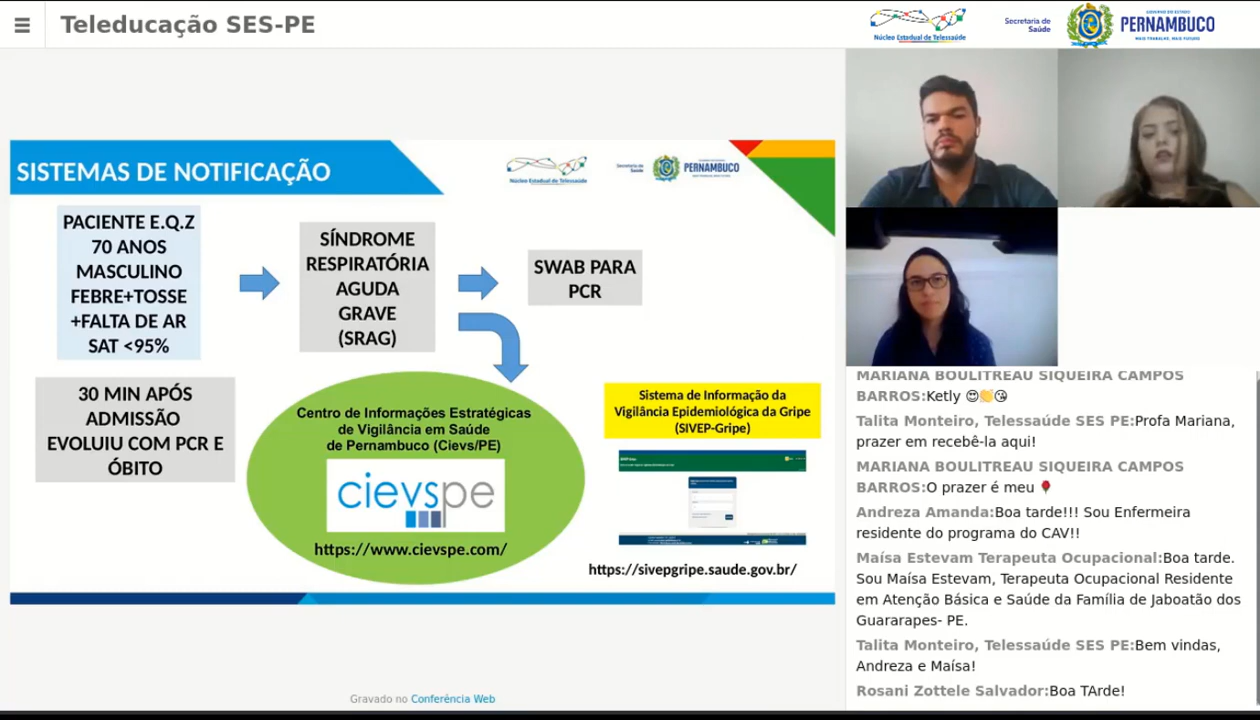 Teleducação SES-PE
Núcleo Estadual de Telessaúde
Secretaria de
Saúde
PERNAMBUCO
MAIS TRABALHO, MAIS FUTURO
SISTEMAS DE NOTIFICAÇÃO
Núcleo Estadual de Telessaúde
Secretaria de
Saúde
PERNAMBUCO
PACIENTE E.Q.Z
70 ANOS
MASCULINO
FEBRE+TOSSE
+FALTA DE AR
SAT <95%
SÍNDROME
RESPIRATÓRIA
AGUDA
GRAVE
(SRAG)
SWAB PARA
PCR
30 MIN APÓS
ADMISSÃO
EVOLUIU COM PCR E
ÓBITO
Centro de Informações Estratégicas
de Vigilância em Saúde
de Pernambuco (Cievs/PE)
cievspe
https://www.cievspe.com/
Sistema de Informação da
Vigilância Epidemiológica da Gripe
(SIVEP-Gripe)
https://sivepgripe.saude.gov.br/
Gravado no Conferência Web
MARIANA BOULITREAU SIQUEIRA CAMPOS
BARROS:Ketly 😍👏😘
Talita Monteiro, Telessaúde SES PE:Profa Mariana,
prazer em recebê-la aqui!
MARIANA BOULITREAU SIQUEIRA CAMPOS
BARROS:O prazer é meu 🌹
Andreza Amanda:Boa tarde!!! Sou Enfermeira
residente do programa do CAV!!
Maísa Estevam Terapeuta Ocupacional:Boa tarde.
Sou Maísa Estevam, Terapeuta Ocupacional Residente
em Atenção Básica e Saúde da Família de Jaboatão dos
Guararapes- PE.
Talita Monteiro, Telessaúde SES PE:Bem vindas,
Andreza e Maísa!
Rosani Zottele Salvador:Boa TArde!